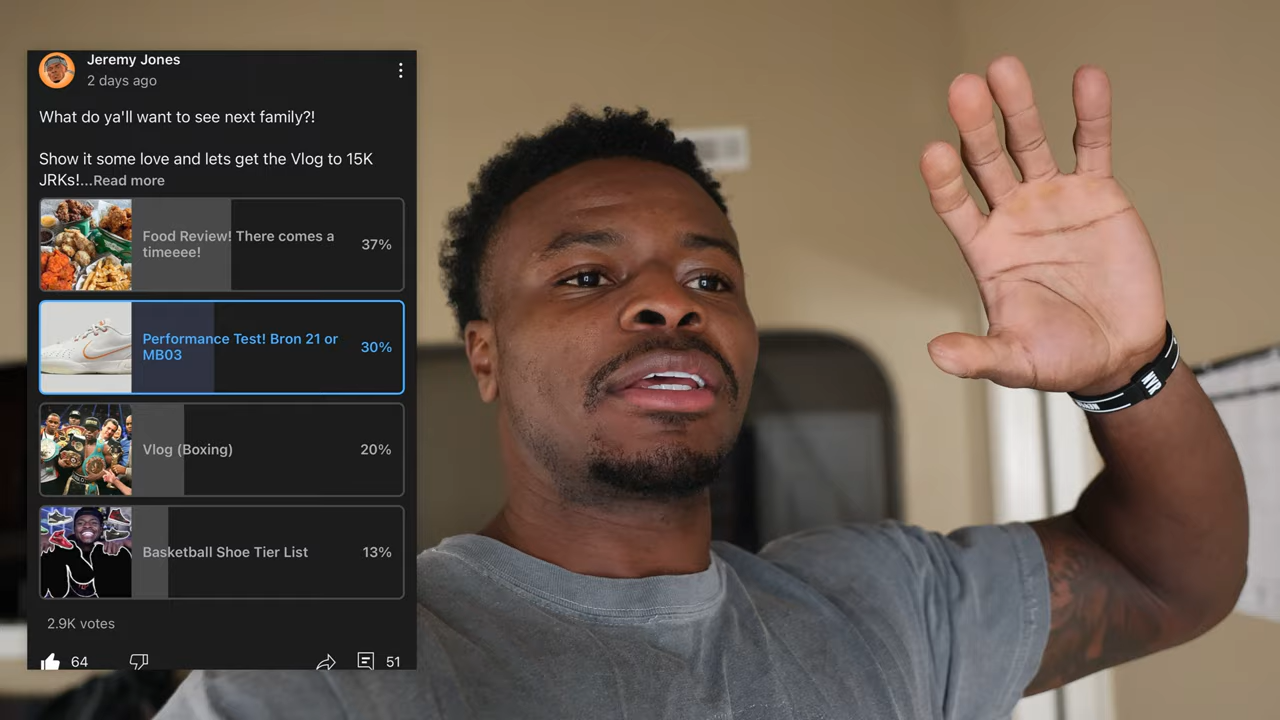 Jeremy Jones
2 days ago
What do ya'll want to see next family?!
Show it some love and lets get the Vlog to 15K
JRKs!...Read more
Food Review! There comes a
timeeee!
37%
Performance Test! Bron 21 or
MB03
30%
Vlog (Boxing)
20%
Basketball Shoe Tier List
13%
2.9K votes
64
51